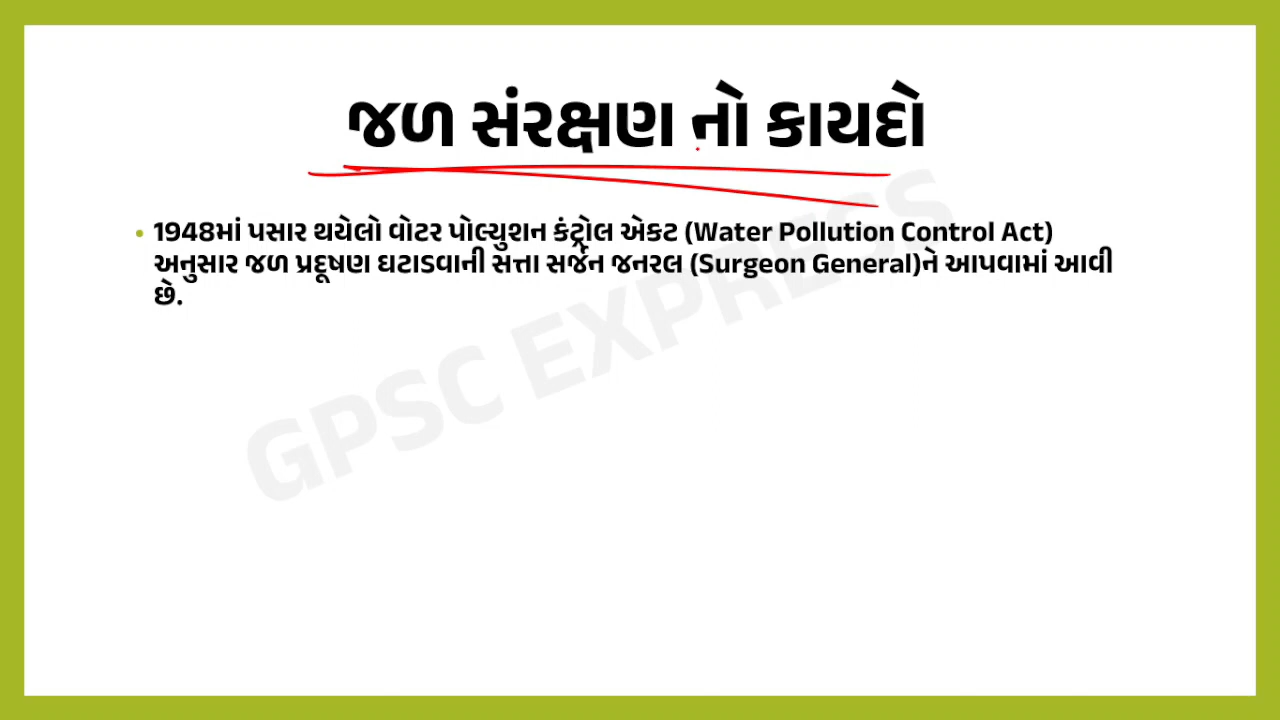 જળ સંરક્ષણ નો કાયદો
• 1948માં પસાર થયેલો વોટર પોલ્યુશન કંટ્રોલ એકટ (Water Pollution Control Act)
અનુસાર જળ પ્રદૂષણ ઘટાડવાની સત્તા સર્જન જનરલ (Surgeon General)ને આપવામાં આવી
છે.
GPSC EXPRESS